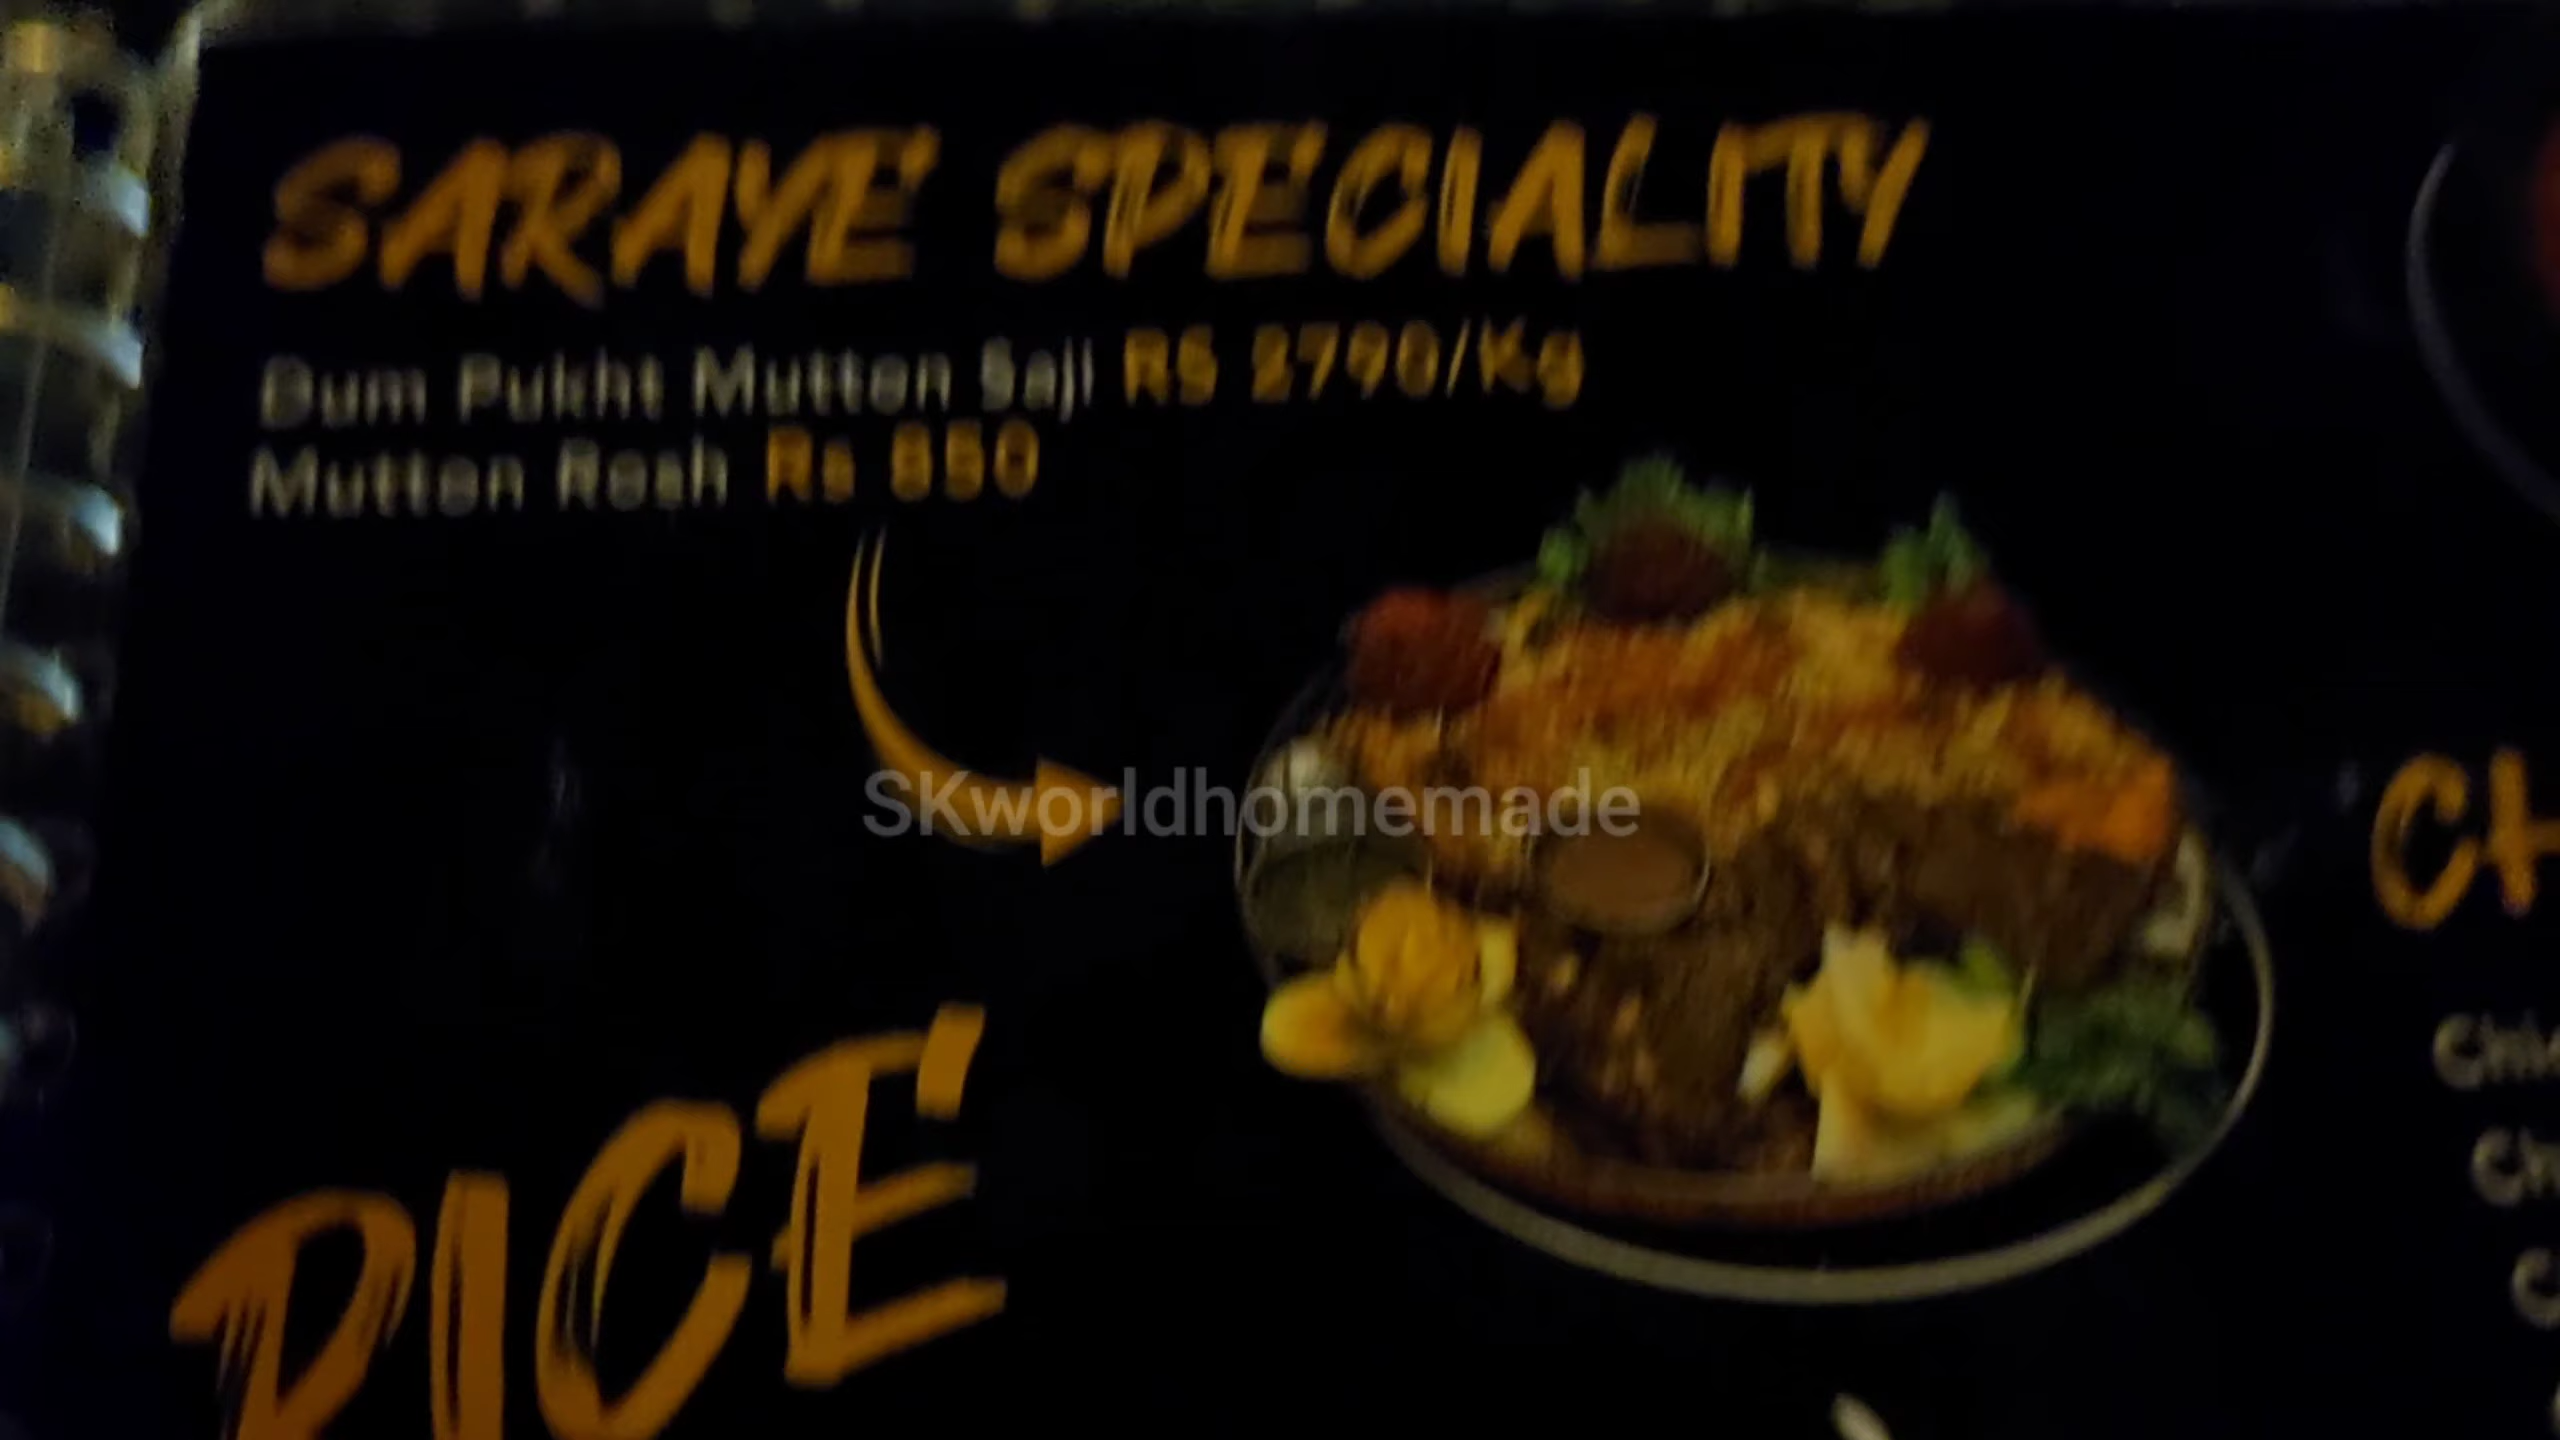 SARAYE SPECIALITY
Dum Pukht Mutton Saji RS 2790/Kg
Mutton Rosh Rs 850
SKworldhomemade
RICE